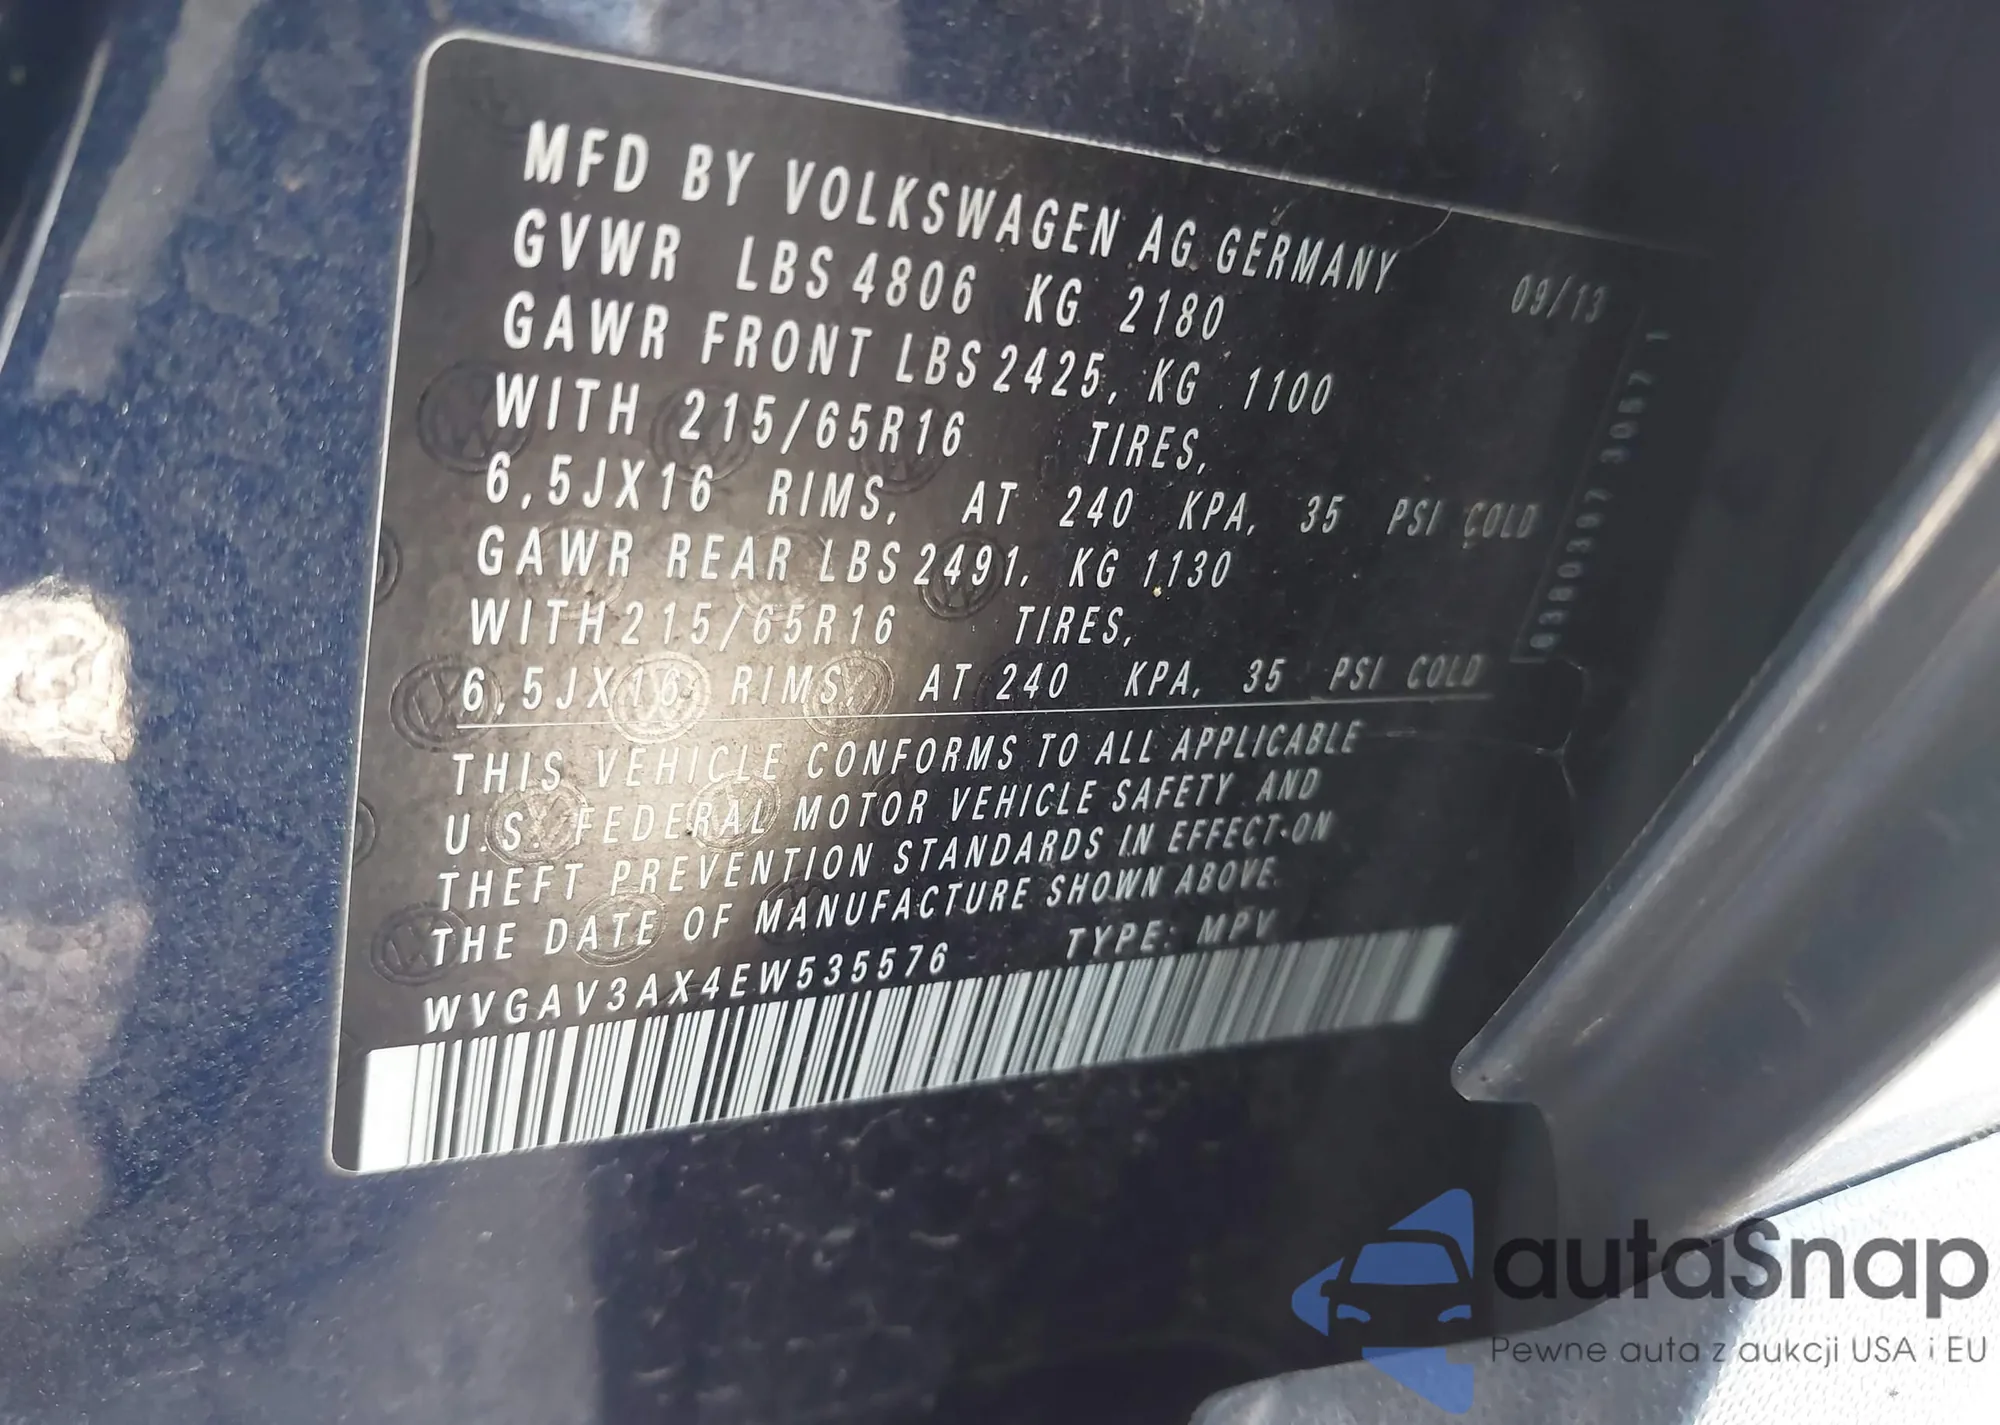 MFD BY VOLKSWAGEN AG GERMANY 09/13
GVWR LBS 4806 KG 2180
GAWR FRONT LBS 2425, KG 1100
WITH 215/65R16 TIRES,
6,5JX16 RIMS, AT 240 KPA, 35 PSI COLD
GAWR REAR LBS 2491, KG 1130
WITH 215/65R16 TIRES,
6,5JX16 RIMS, AT 240 KPA, 35 PSI COLD
THIS VEHICLE CONFORMS TO ALL APPLICABLE
U.S. FEDERAL MOTOR VEHICLE SAFETY AND
THEFT PREVENTION STANDARDS IN EFFECT ON
THE DATE OF MANUFACTURE SHOWN ABOVE.
WVGAV3AX4EW535576 TYPE: MPV
autaSnap
Pewne auta z aukcji USA i EU